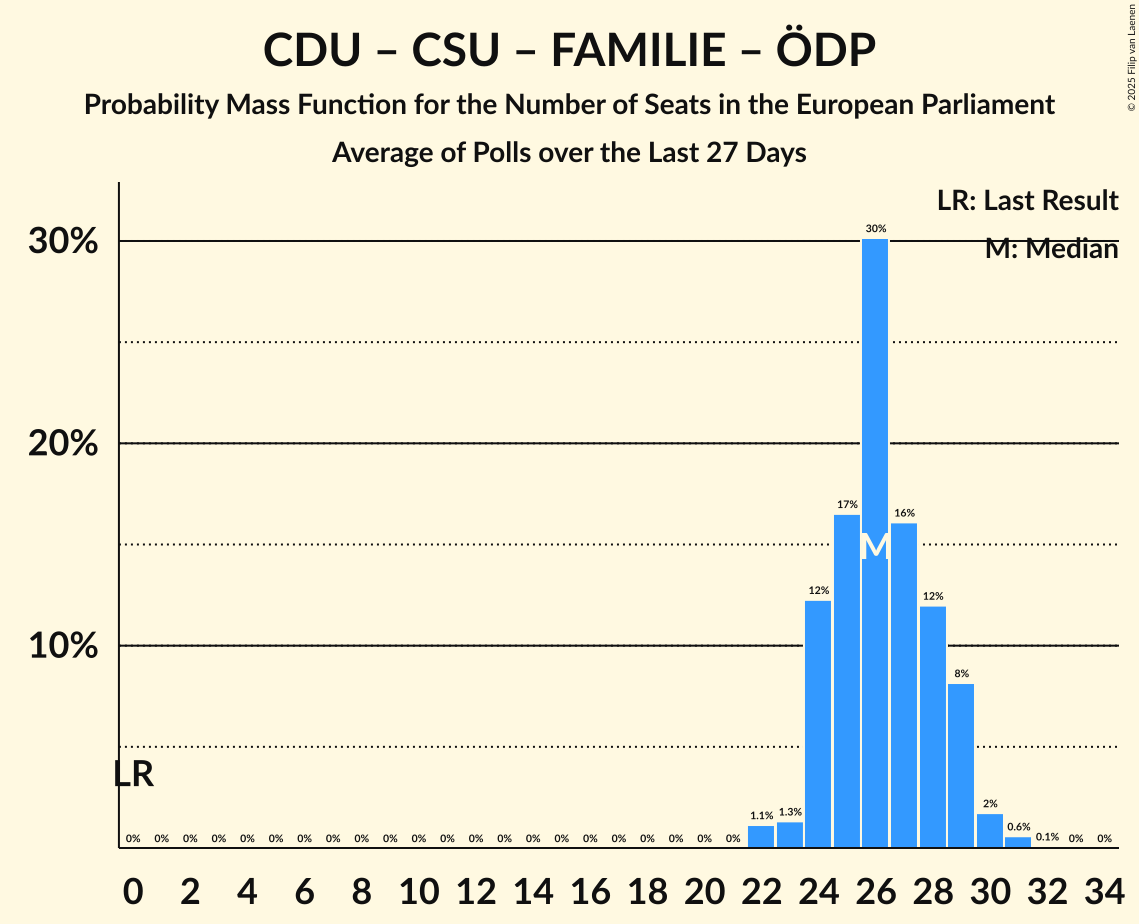 CDU – CSU – FAMILIE – ÖDP
Probability Mass Function for the Number of Seats in the European Parliament
Average of Polls over the Last 27 Days
© 2025 Filip van Laenen
LR: Last Result
M: Median
30%
20%
10%
LR
M
0% 0% 0% 0% 0% 0% 0% 0% 0% 0% 0% 0% 0% 0% 0% 0% 0% 0% 0% 0% 0% 0% 1.1% 1.3% 12% 17% 30% 16% 12% 8% 2% 0.6% 0.1% 0% 0%
0 2 4 6 8 10 12 14 16 18 20 22 24 26 28 30 32 34